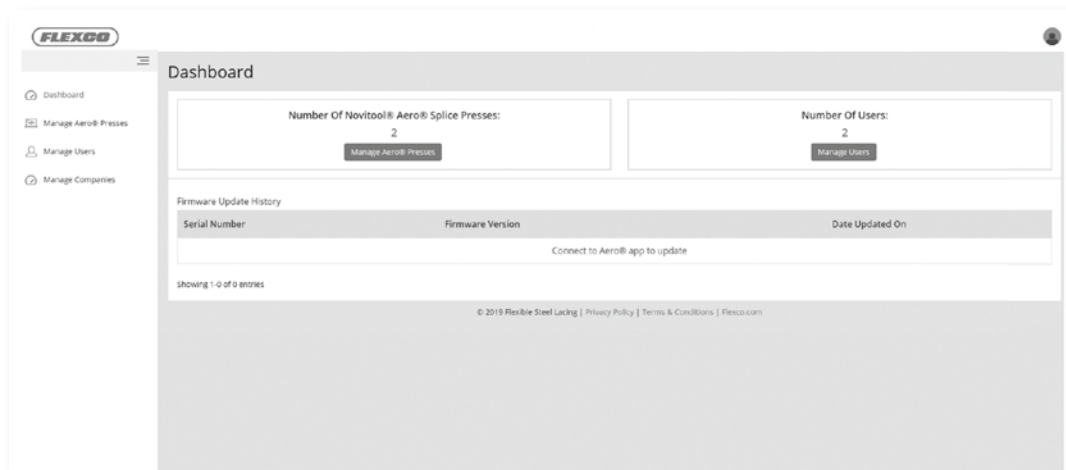 FLEXCO
Dashboard
Manage Aero® Presses
Manage Users
Manage Companies
Dashboard
Number Of Novitool® Aero® Splice Presses:
2
Manage Aero® Presses
Number Of Users:
2
Manage Users
Firmware Update History
Serial Number Firmware Version Date Updated On
Connect to Aero® app to update
Showing 1-0 of 0 entries
© 2019 Flexible Steel Lacing | Privacy Policy | Terms & Conditions | Flexco.com